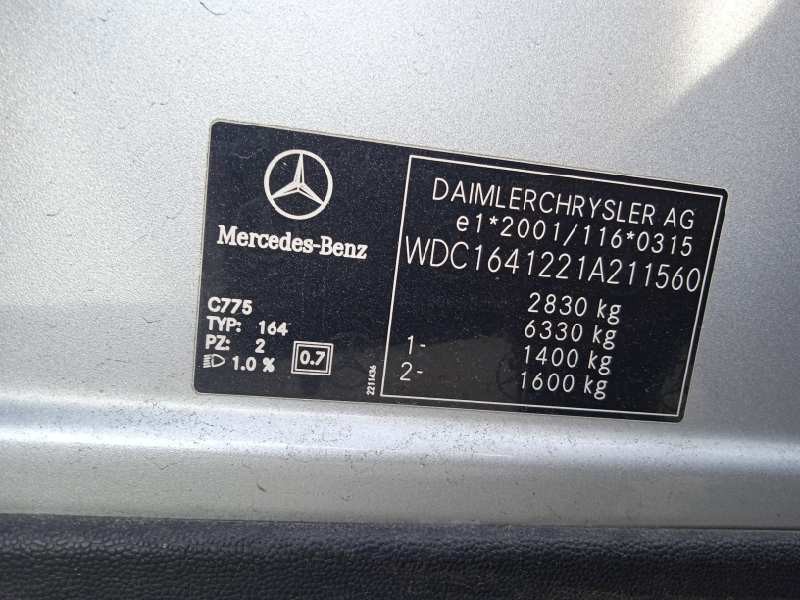 Mercedes-Benz
C775
TYP: 164
PZ: 2
1.0 %
0.7
2211436
DAIMLERCHRYSLER AG
e1*2001/116*0315
WDC1641221A211560
2830 kg
6330 kg
1- 1400 kg
2- 1600 kg